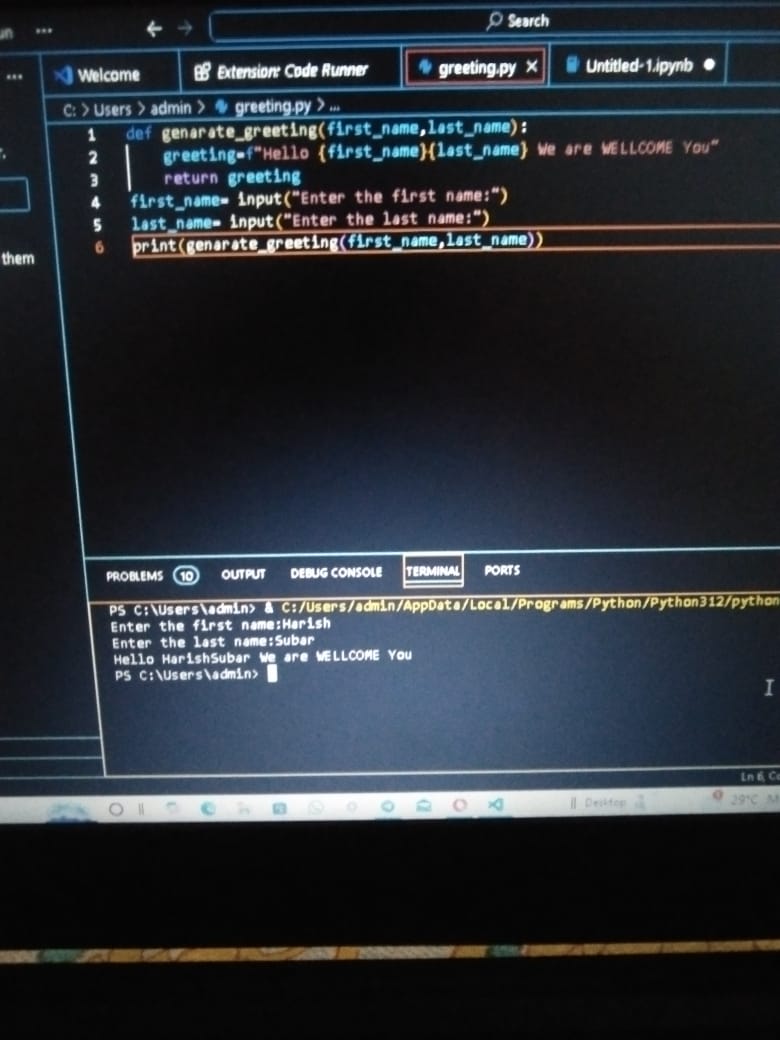 Search
Welcome
Extension: Code Runner
greeting.py
Untitled-1.ipynb
C: > Users > admin > greeting.py > ...
1 def genarate_greeting(first_name,last_name):
2 greeting=f"Hello {first_name}{last_name} We are WELLCOME You"
3 return greeting
4 first_name= input("Enter the first name:")
5 last_name= input("Enter the last name:")
6 print(genarate_greeting(first_name,last_name))
them
PROBLEMS 10 OUTPUT DEBUG CONSOLE TERMINAL PORTS
PS C:\Users\admin> & C:/Users/admin/AppData/Local/Programs/Python/Python312/python
Enter the first name:Harish
Enter the last name:Subar
Hello HarishSubar We are WELLCOME You
PS C:\Users\admin>
Ln 6,
Desktop
29°C